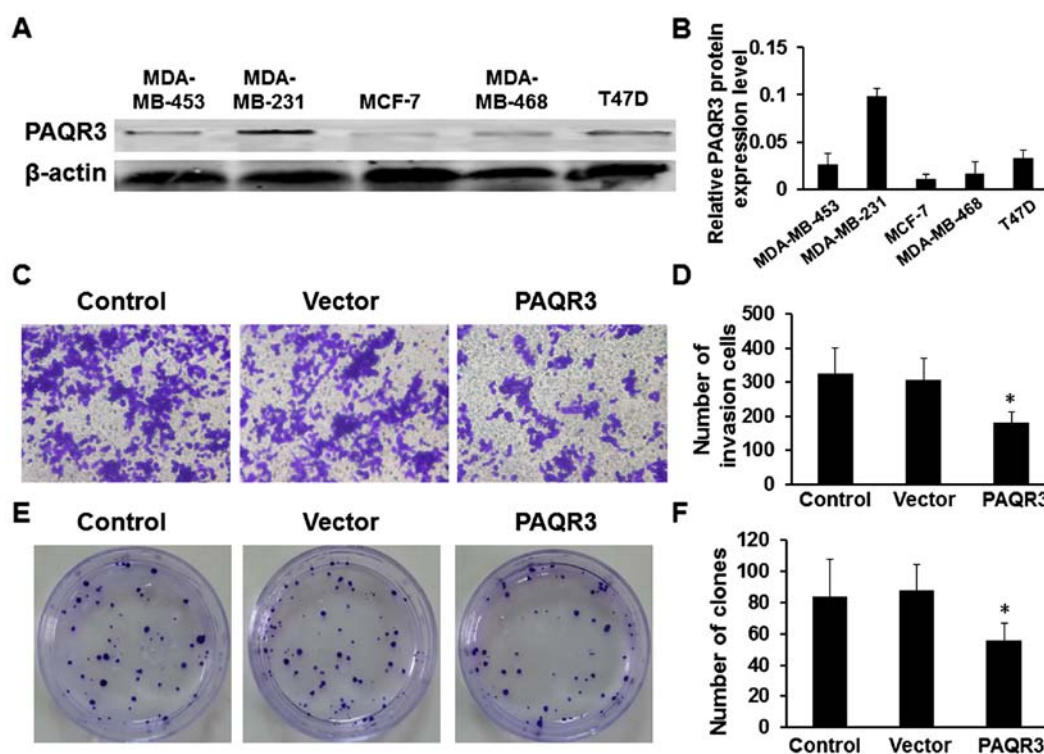 A
MDA-
MB-453
MDA-
MB-231
MCF-7
MDA-
MB-468
T47D
PAQR3
β-actin
B
Relative PAQR3 protein
expression level
0.15
0.1
0.05
0
MDA-MB-453
MDA-MB-231
MCF-7
MDA-MB-468
T47D
C
Control
Vector
PAQR3
D
Number of
invasion cells
500
400
300
200
100
0
*
Control
Vector
PAQR3
E
Control
Vector
PAQR3
F
Number of clones
120
100
80
60
40
20
0
*
Control
Vector
PAQR3